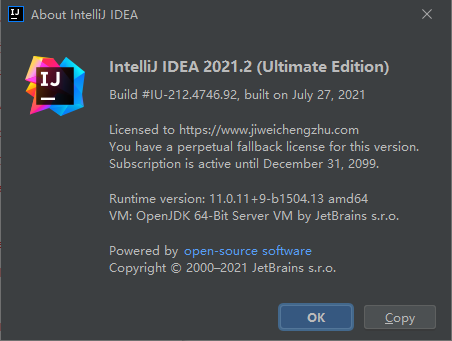 About IntelliJ IDEA
IJ
IntelliJ IDEA 2021.2 (Ultimate Edition)
Build #IU-212.4746.92, built on July 27, 2021
Licensed to https://www.jiweichengzhu.com
You have a perpetual fallback license for this version.
Subscription is active until December 31, 2099.
Runtime version: 11.0.11+9-b1504.13 amd64
VM: OpenJDK 64-Bit Server VM by JetBrains s.r.o.
Powered by open-source software
Copyright © 2000–2021 JetBrains s.r.o.
OK
Copy